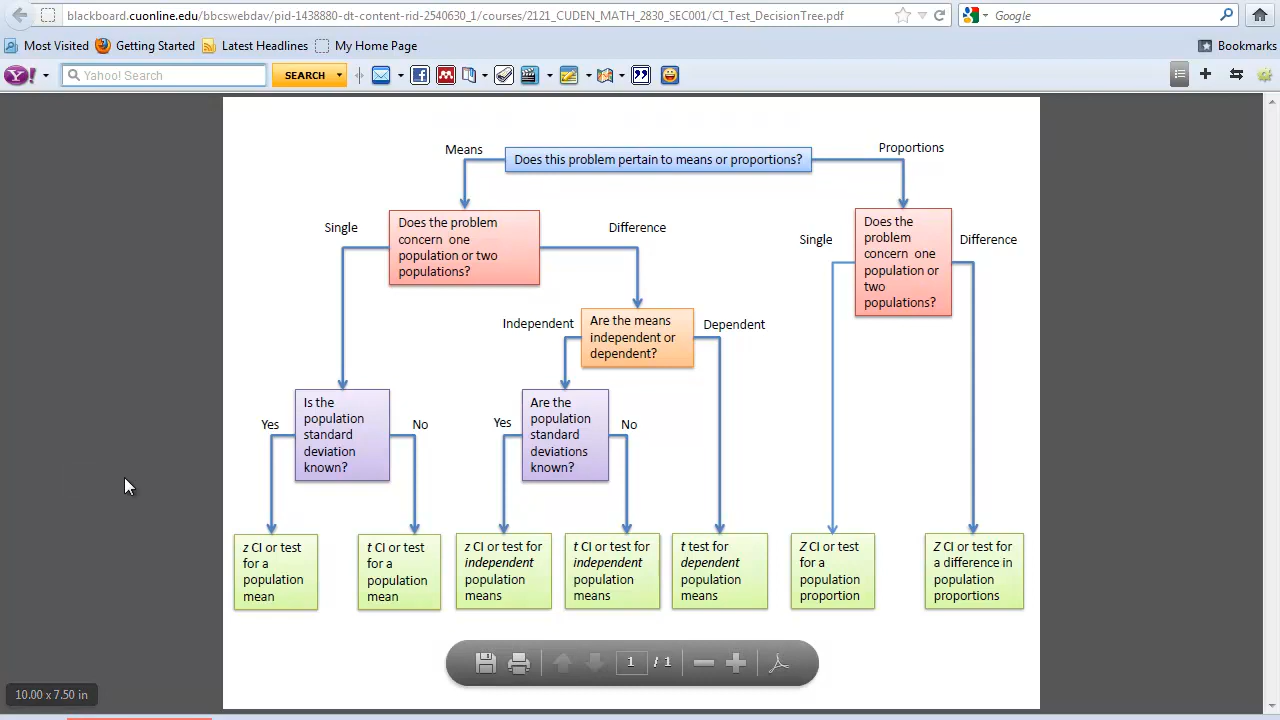 blackboard.cuonline.edu/bbcswebdav/pid-1438880-dt-content-rid-2540630_1/courses/2121_CUDEN_MATH_2830_SEC001/CI_Test_DecisionTree.pdf
Google
Most Visited
Getting Started
Latest Headlines
My Home Page
Bookmarks
Y!
Yahoo! Search
SEARCH
Means
Does this problem pertain to means or proportions?
Proportions
Single
Does the problem
concern one
population or two
populations?
Difference
Single
Does the
problem
concern one
population or
two
populations?
Difference
Independent
Are the means
independent or
dependent?
Dependent
Yes
Is the
population
standard
deviation
known?
No
Yes
Are the
population
standard
deviations
known?
No
z CI or test
for a
population
mean
t CI or test
for a
population
mean
z CI or test for
independent
population
means
t CI or test for
independent
population
means
t test for
dependent
population
means
Z CI or test
for a
population
proportion
Z CI or test for
a difference in
population
proportions
1 / 1
10.00 x 7.50 in